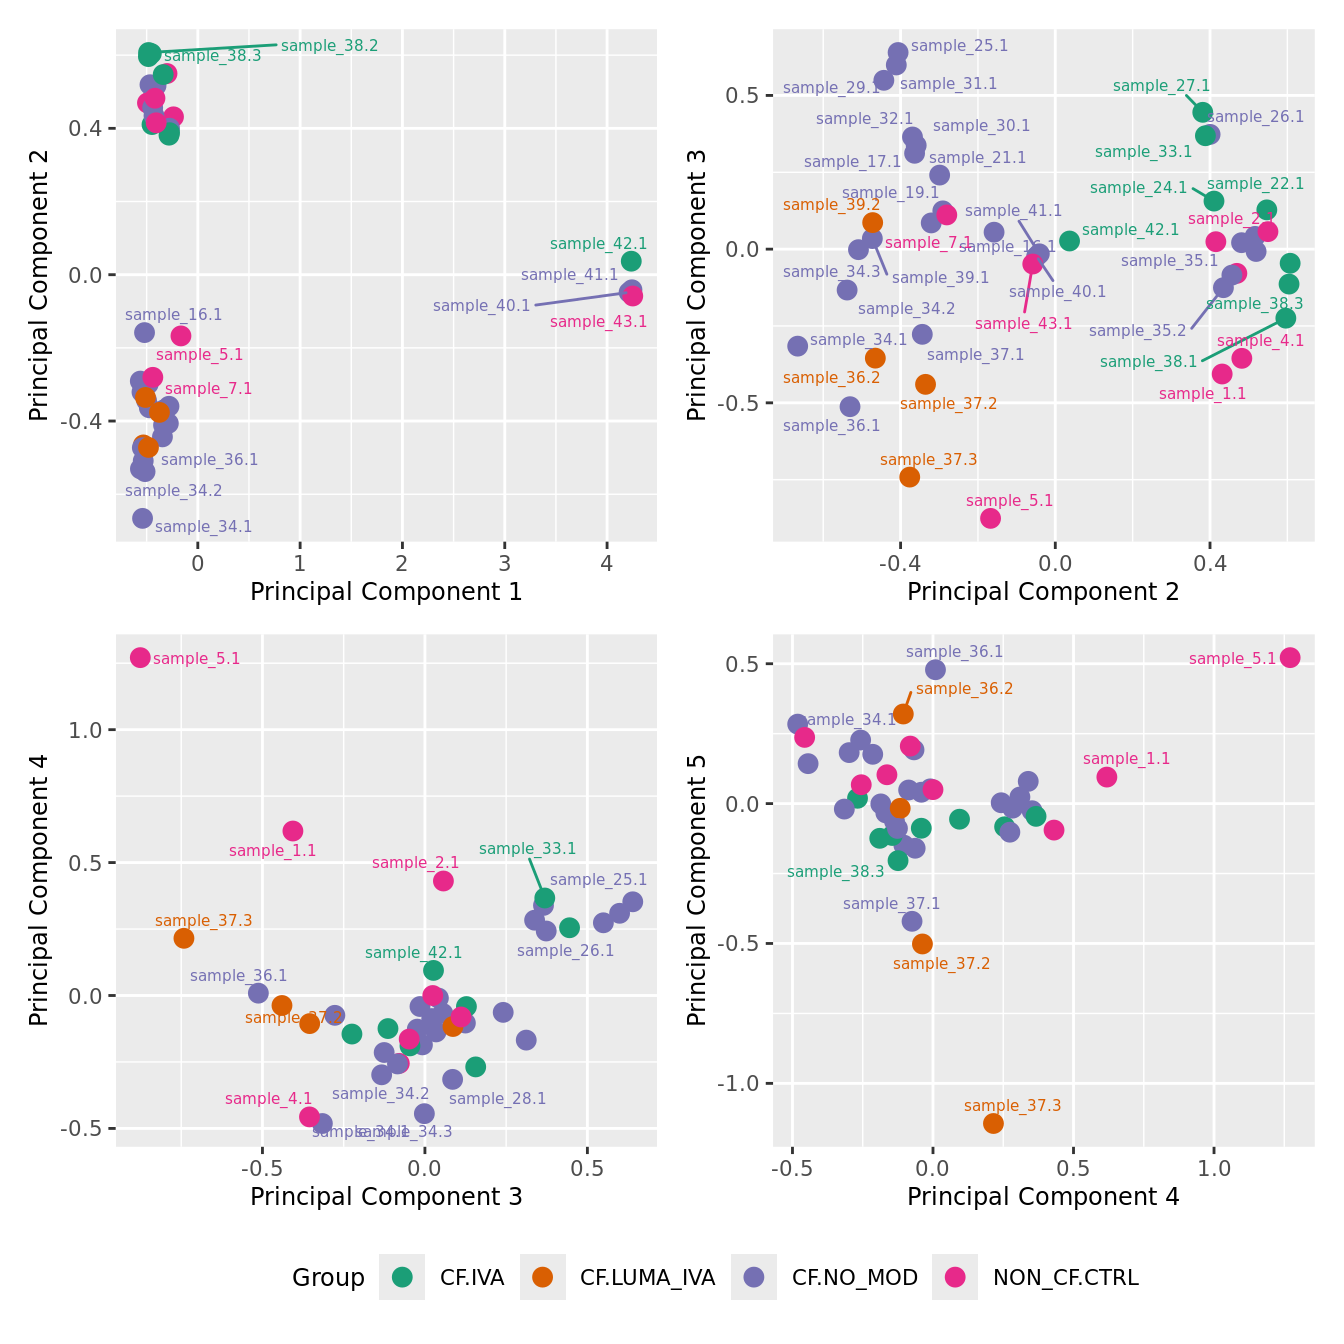 sample_38.2
sample_38.3
sample_42.1
sample_41.1
sample_40.1
sample_43.1
sample_16.1
sample_5.1
sample_7.1
sample_36.1
sample_34.2
sample_34.1
0.4
0.0
-0.4
0
1
2
3
4
Principal Component 1
Principal Component 2
sample_25.1
sample_29.1
sample_31.1
sample_27.1
sample_26.1
sample_32.1
sample_30.1
sample_33.1
sample_17.1
sample_21.1
sample_24.1
sample_22.1
sample_19.1
sample_39.2
sample_41.1
sample_2.1
sample_42.1
sample_7.1
sample_16.1
sample_35.1
sample_34.3
sample_39.1
sample_40.1
sample_38.3
sample_34.2
sample_43.1
sample_35.2
sample_34.1
sample_4.1
sample_37.1
sample_38.1
sample_36.2
sample_1.1
sample_37.2
sample_36.1
sample_37.3
sample_5.1
0.5
0.0
-0.5
-0.4
0.0
0.4
Principal Component 2
Principal Component 3
sample_5.1
sample_1.1
sample_2.1
sample_33.1
sample_25.1
sample_37.3
sample_26.1
sample_42.1
sample_36.1
sample_37.2
sample_34.2
sample_28.1
sample_4.1
sample_34.1
sample_34.3
1.0
0.5
0.0
-0.5
-0.5
0.0
0.5
Principal Component 3
Principal Component 4
sample_36.1
sample_5.1
sample_36.2
sample_34.1
sample_1.1
sample_38.3
sample_37.1
sample_37.2
sample_37.3
0.5
0.0
-0.5
-1.0
-0.5
0.0
0.5
1.0
Principal Component 4
Principal Component 5
Group
CF.IVA
CF.LUMA_IVA
CF.NO_MOD
NON_CF.CTRL